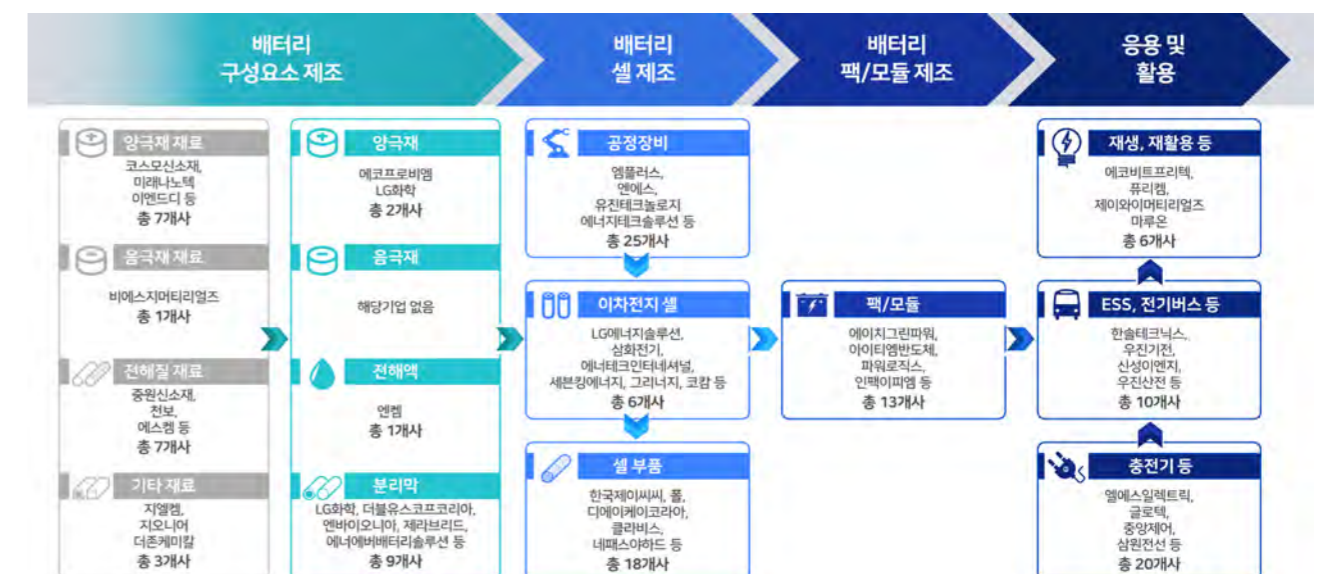 배터리
구성요소 제조
배터리
셀 제조
배터리
팩/모듈 제조
응용 및
활용
양극재 재료
코스모신소재,
미래나노텍
이엔드디 등
총 7개사
음극재 재료
비에스지머티리얼즈
총 1개사
전해질 재료
중원신소재,
천보,
에스켐 등
총 7개사
기타 재료
지엘켐,
지오니어
더존케미칼
총 3개사
양극재
에코프로비엠
LG화학
총 2개사
음극재
해당기업 없음
전해액
엔켐
총 1개사
분리막
LG화학, 더블유스코프코리아,
엔바이오니아, 제라브리드,
에너에버배터리솔루션 등
총 9개사
공정장비
엠플러스,
엔에스,
유진테크놀로지
에너지테크솔루션 등
총 25개사
이차전지 셀
LG에너지솔루션,
삼화전기,
에너테크인터내셔널,
세븐킹에너지, 그리너지, 코캄 등
총 6개사
셀 부품
한국제이씨씨, 폴,
디에이케이코리아,
클라비스,
네패스야하드 등
총 18개사
팩/모듈
에이치그린파워,
아이티엠반도체,
파워로직스,
인팩이피엠 등
총 13개사
재생, 재활용 등
에코비트프리텍,
퓨리켐,
제이와이머티리얼즈
마루온
총 6개사
ESS, 전기버스 등
한솔테크닉스,
우진기전,
신성이엔지,
우진산전 등
총 10개사
충전기 등
엘에스일렉트릭,
글로텍,
중앙제어,
삼원전선 등
총 20개사